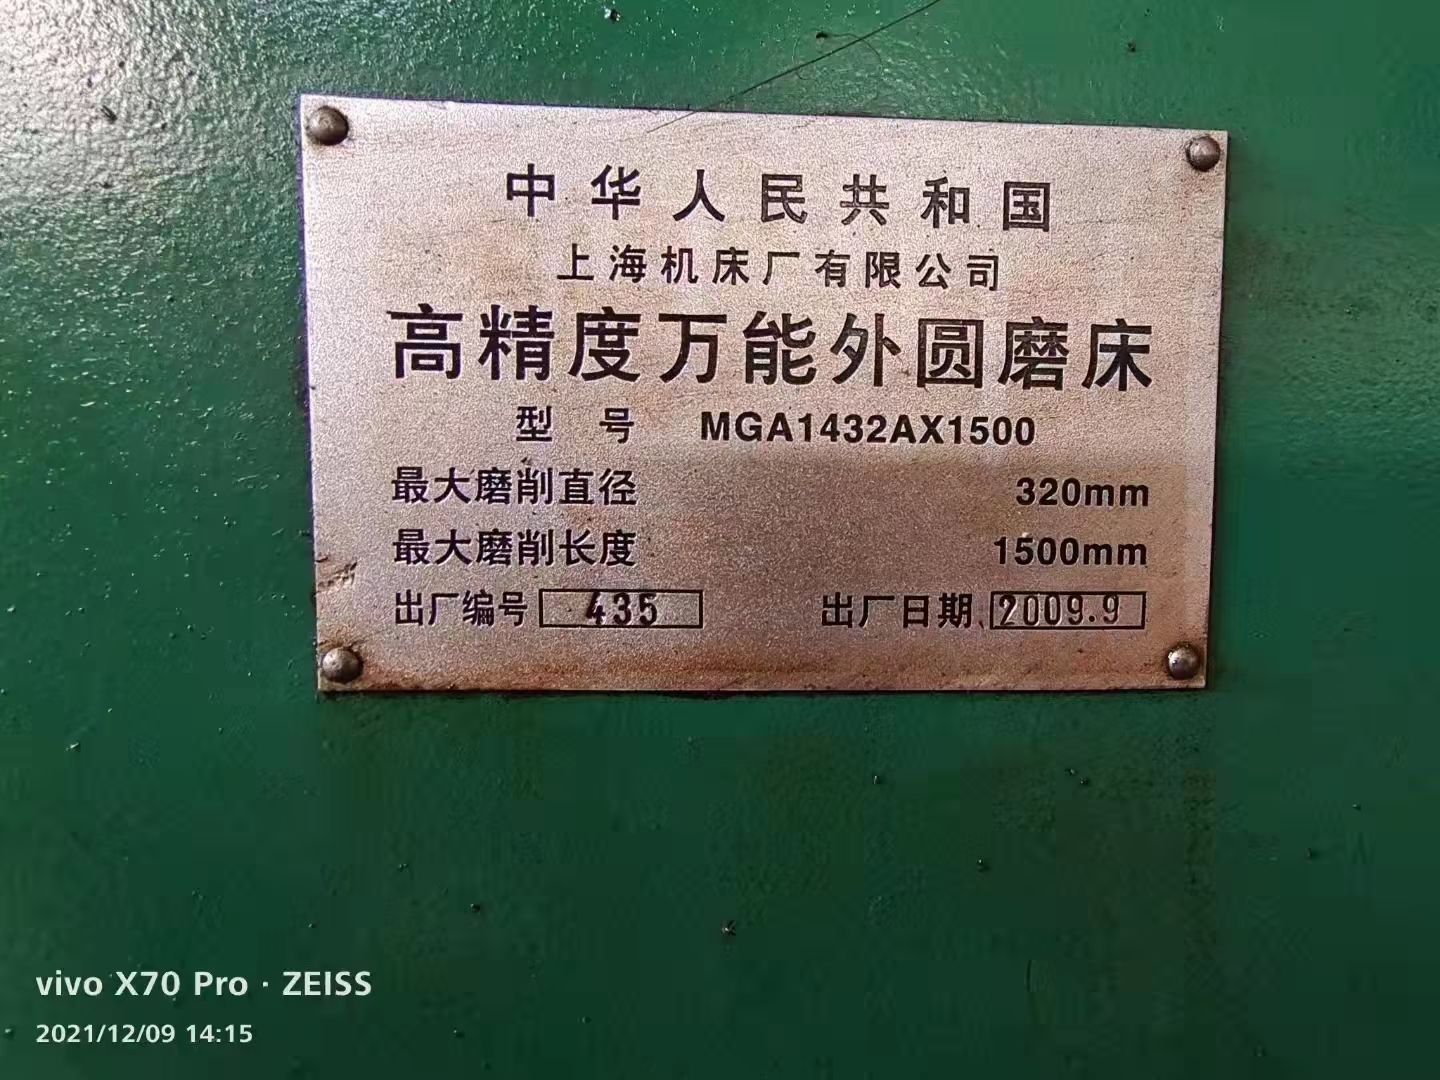 中华人民共和国
上海机床厂有限公司
高精度万能外圆磨床
型 号 MGA1432AX1500
最大磨削直径 320mm
最大磨削长度 1500mm
出厂编号 435 出厂日期 2009.9
vivo X70 Pro · ZEISS
2021/12/09 14:15